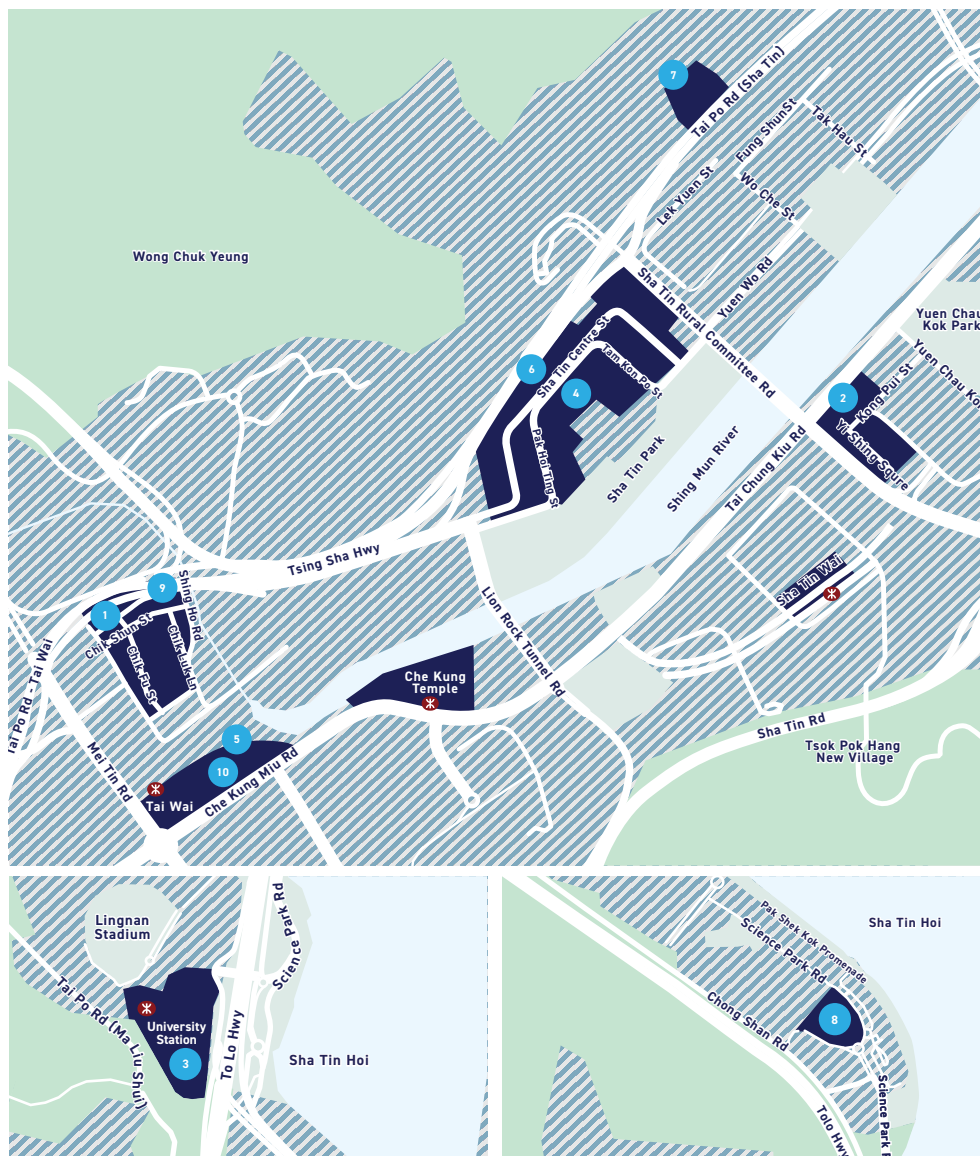 7
Tai Po Rd (Sha Tin)
Fung ShunSt
Tak Hau St
Lek Yuen St
Wo Che St
Wong Chuk Yeung
Yuen Wo Rd
Sha Tin Rural Committee Rd
Yuen Chau
Kok Park
Yuen Chau Ko
6
Sha Tin Centre St
Tam Kon Po St
4
2
Kong Pui St
Yi Shing Squre
Pak Hoi Ting St
Sha Tin Park
Shing Mun River
Tai Chung Kiu Rd
Tsing Sha Hwy
Sha Tin Wai
9
1
Shing Ho Rd
Chik Shun St
Chik Luk Ln
Chik Fu St
Lion Rock Tunnel Rd
Tai Po Rd - Tai Wai
Che Kung
Temple
Sha Tin Rd
Tsok Pok Hang
New Village
5
10
Mei Tin Rd
Tai Wai
Che Kung Miu Rd
Lingnan
Stadium
Science Park Rd
Tai Po Rd (Ma Liu Shui)
University
Station
3
To Lo Hwy
Sha Tin Hoi
Pak Shek Kok Promenade
Science Park Rd
Sha Tin Hoi
Chong Shan Rd
8
Tolo Hwy
Science Park R